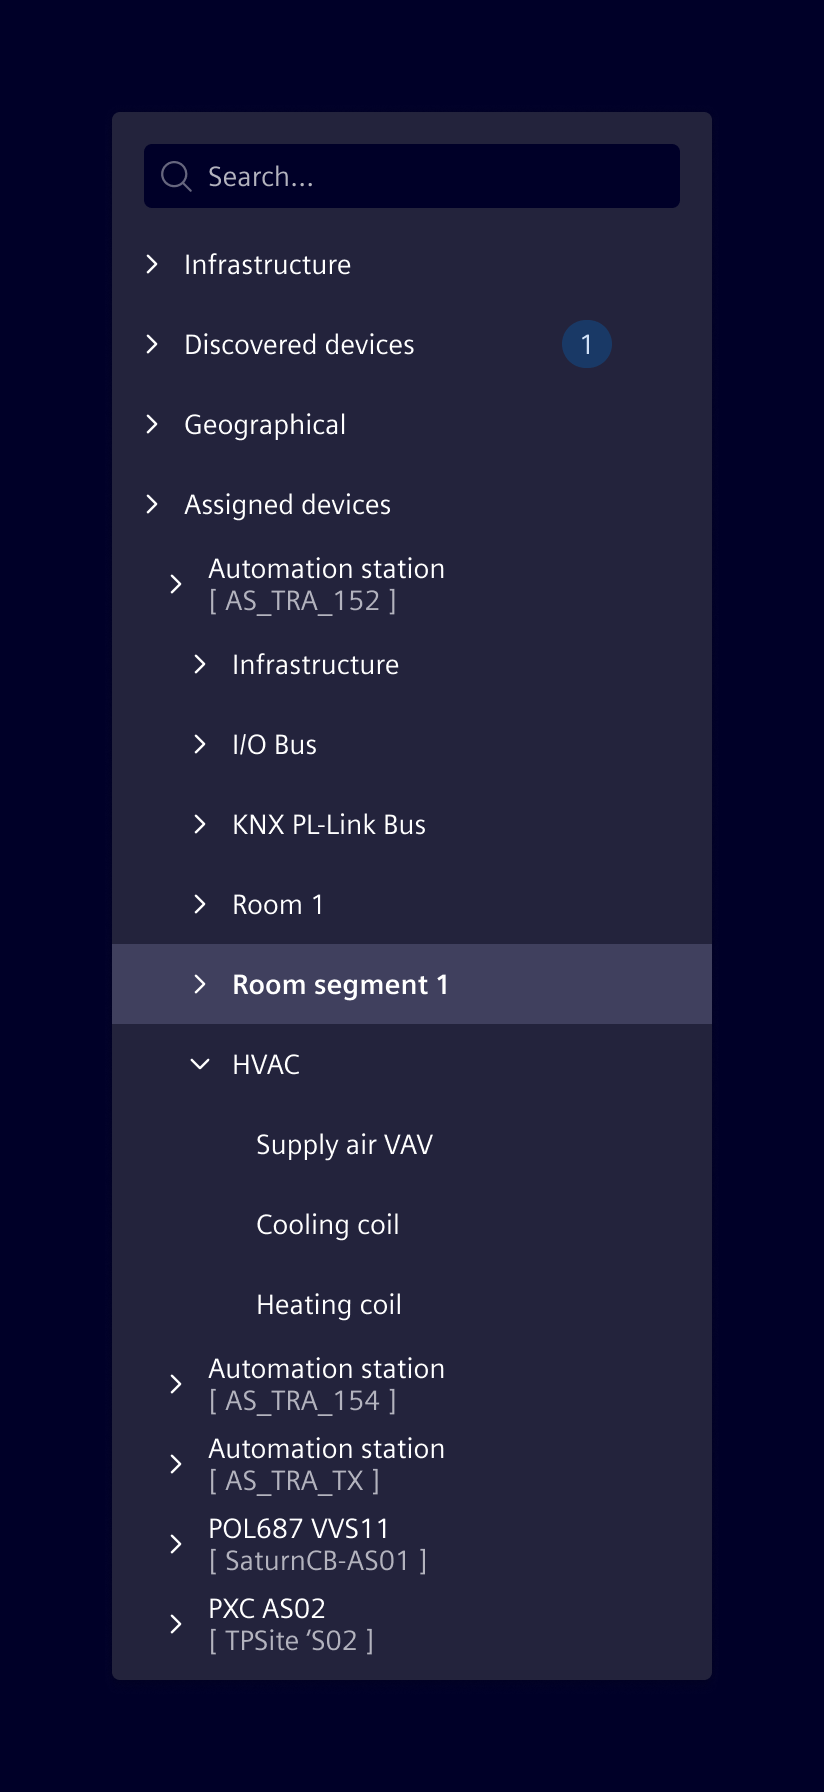 Search...
Infrastructure
Discovered devices 1
Geographical
Assigned devices
Automation station
[ AS_TRA_152 ]
Infrastructure
I/O Bus
KNX PL-Link Bus
Room 1
Room segment 1
HVAC
Supply air VAV
Cooling coil
Heating coil
Automation station
[ AS_TRA_154 ]
Automation station
[ AS_TRA_TX ]
POL687 VVS11
[ SaturnCB-AS01 ]
PXC AS02
[ TPSite ‘S02 ]